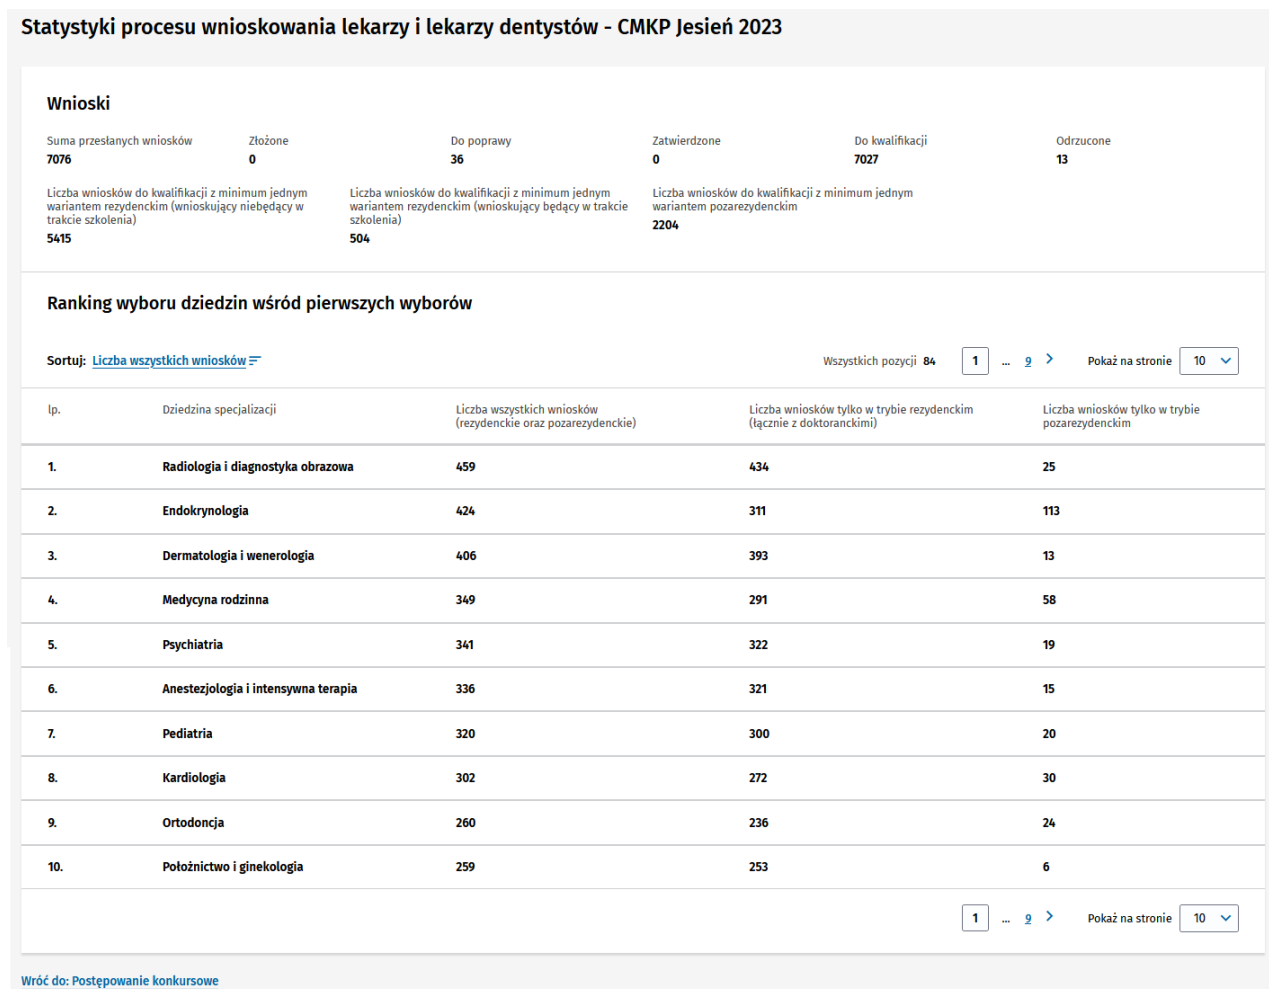 Statystyki procesu wnioskowania lekarzy i lekarzy dentystów - CMKP Jesień 2023
Wnioski
Suma przesłanych wniosków Złożone Do poprawy Zatwierdzone Do kwalifikacji Odrzucone
7076 0 36 0 7027 13
Liczba wniosków do kwalifikacji z minimum jednym
wariantem rezydenckim (wnioskujący niebędący w
trakcie szkolenia)
5415
Liczba wniosków do kwalifikacji z minimum jednym
wariantem rezydenckim (wnioskujący będący w trakcie
szkolenia)
504
Liczba wniosków do kwalifikacji z minimum jednym
wariantem pozarezydenckim
2204
Ranking wyboru dziedzin wśród pierwszych wyborów
Sortuj: Liczba wszystkich wniosków Wszystkich pozycji 84 1 ... 9 Pokaż na stronie 10
lp. Dziedzina specjalizacji
Liczba wszystkich wniosków
(rezydenckie oraz pozarezydenckie)
Liczba wniosków tylko w trybie rezydenckim
(łącznie z doktoranckimi)
Liczba wniosków tylko w trybie
pozarezydenckim
1. Radiologia i diagnostyka obrazowa 459 434 25
2. Endokrynologia 424 311 113
3. Dermatologia i wenerologia 406 393 13
4. Medycyna rodzinna 349 291 58
5. Psychiatria 341 322 19
6. Anestezjologia i intensywna terapia 336 321 15
7. Pediatria 320 300 20
8. Kardiologia 302 272 30
9. Ortodoncja 260 236 24
10. Położnictwo i ginekologia 259 253 6
1 ... 9 Pokaż na stronie 10
Wróć do: Postępowanie konkursowe